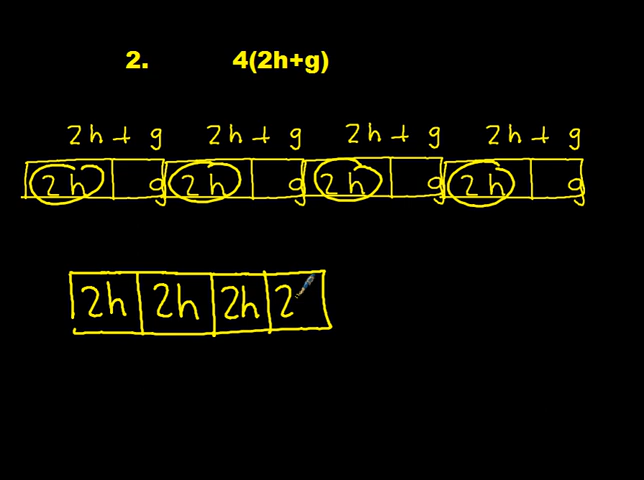 2. 4(2h+g)
2h + g 2h + g 2h + g 2h + g
2h g 2h g 2h g 2h g
2h 2h 2h 2